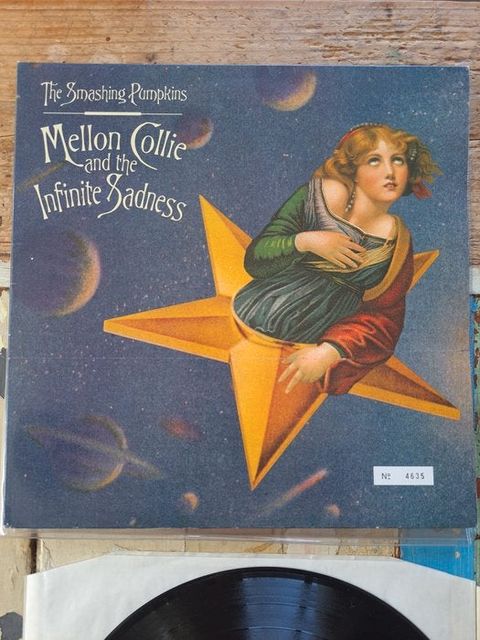 The Smashing Pumpkins
Mellon Collie
and the
Infinite Sadness
Nº 4635